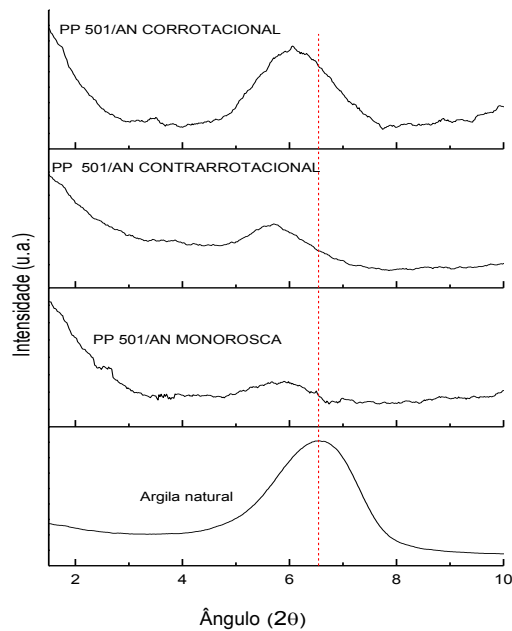 PP 501/AN CORROTACIONAL
PP 501/AN CONTRARROTACIONAL
PP 501/AN MONOROSCA
Argila natural
Intensidade (u.a.)
2 4 6 8 10
Ângulo (2θ)